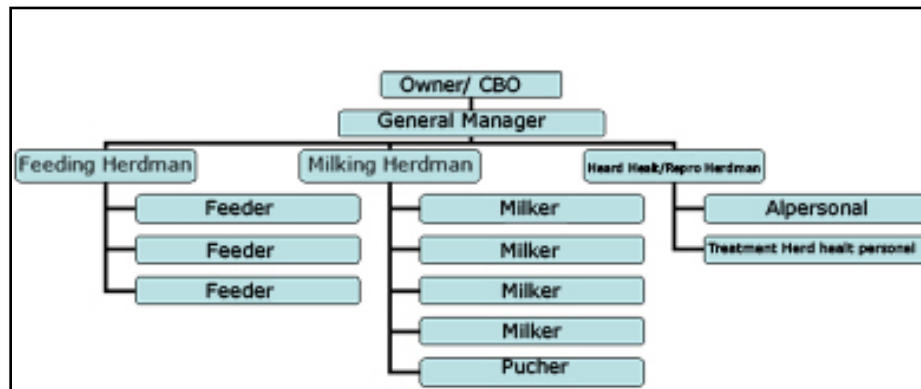 Owner/ CBO
General Manager
Feeding Herdman
Milking Herdman
Heard Healt/Repro Herdman
Feeder
Milker
Alpersonal
Feeder
Milker
Treatment Herd healt personal
Feeder
Milker
Milker
Pucher